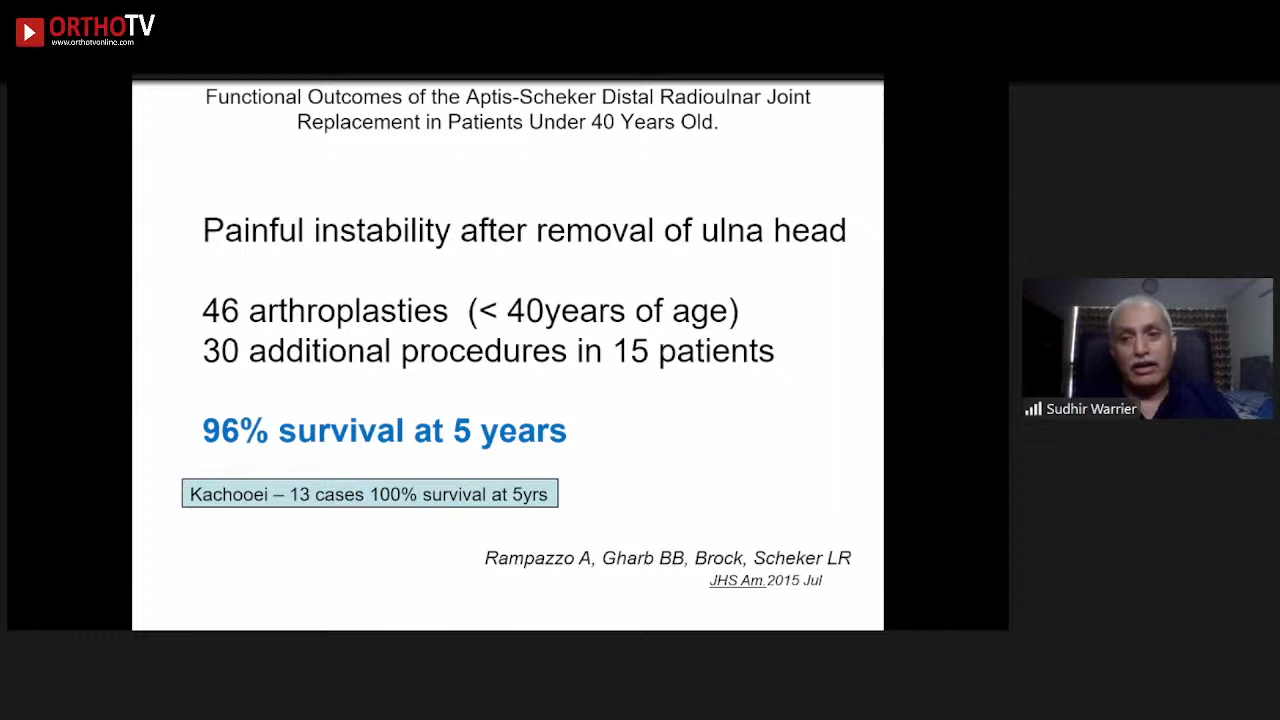 ORTHOTV
www.orthotvonline.com
Functional Outcomes of the Aptis-Scheker Distal Radioulnar Joint
Replacement in Patients Under 40 Years Old.
Painful instability after removal of ulna head
46 arthroplasties (< 40years of age)
30 additional procedures in 15 patients
96% survival at 5 years
Kachooei – 13 cases 100% survival at 5yrs
Rampazzo A, Gharb BB, Brock, Scheker LR
JHS Am.2015 Jul
Sudhir Warrier